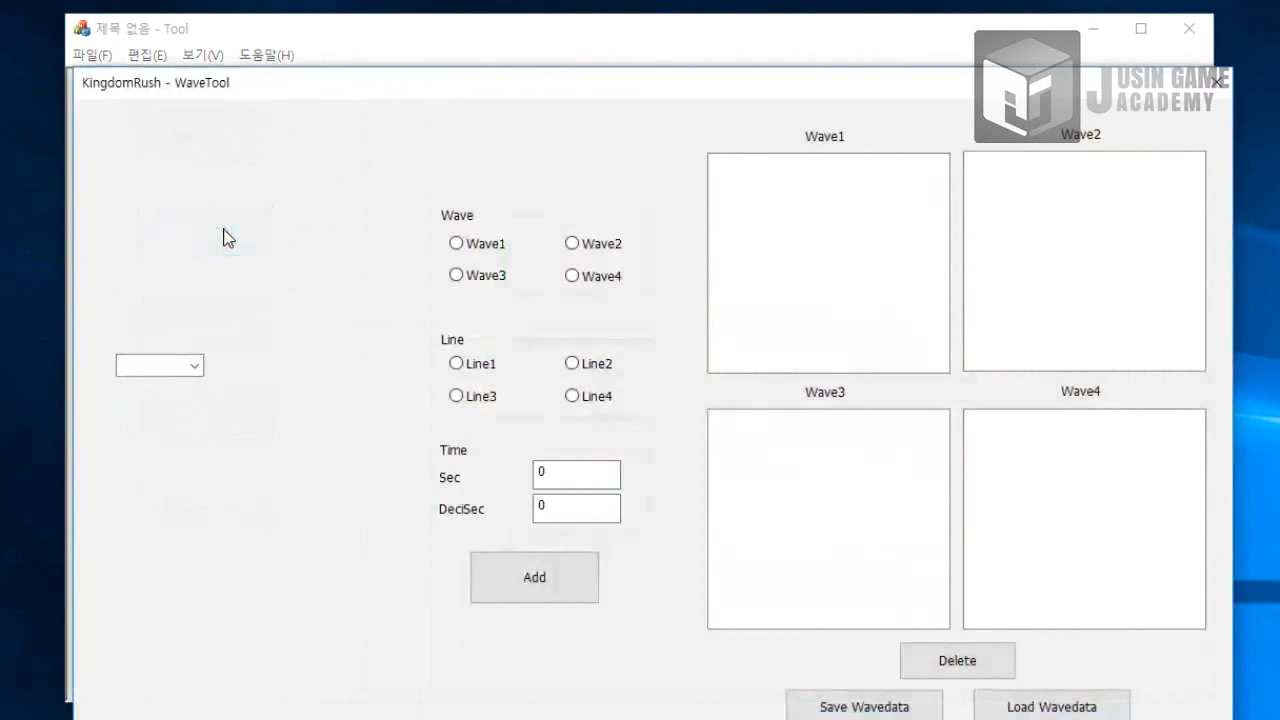 제목 없음 - Tool
파일(F) 편집(E) 보기(V) 도움말(H)
KingdomRush - WaveTool
JUSIN GAME
ACADEMY
Wave1
Wave2
Wave
Wave1
Wave2
Wave3
Wave4
Line
Line1
Line2
Line3
Line4
Wave3
Wave4
Time
Sec
0
DeciSec
0
Add
Delete
Save Wavedata
Load Wavedata